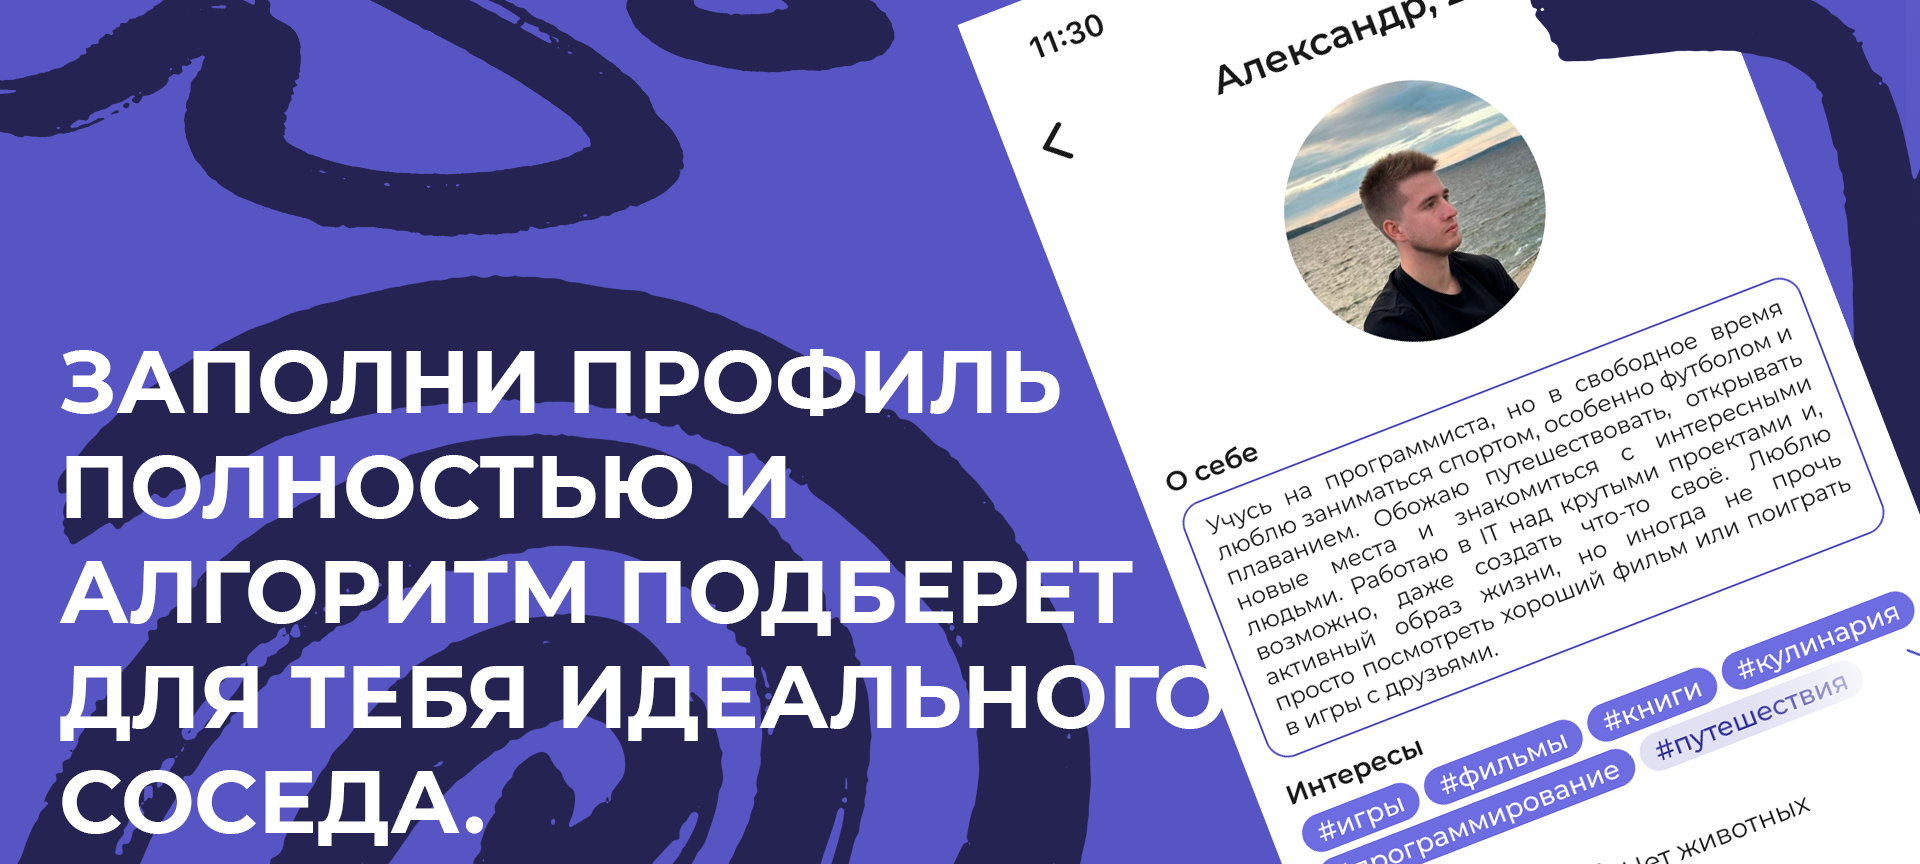 ЗАПОЛНИ ПРОФИЛЬ
ПОЛНОСТЬЮ И
АЛГОРИТМ ПОДБЕРЕТ
ДЛЯ ТЕБЯ ИДЕАЛЬНОГО
СОСЕДА.
11:30
Александр,
О себе
Учусь на программиста, но в свободное время
люблю заниматься спортом, особенно футболом и
плаванием. Обожаю путешествовать, открывать
новые места и знакомиться с интересными
людьми. Работаю в IT над крутыми проектами и,
возможно, даже создать что-то своё. Люблю
активный образ жизни, но иногда не прочь
просто посмотреть хороший фильм или поиграть
в игры с друзьями.
Интересы
#игры #фильмы #книги #кулинария
#программирование #путешествия
Нет животных